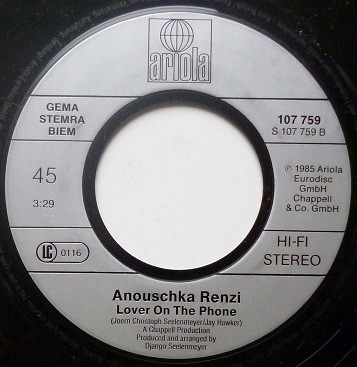 ariola
GEMA
STEMRA
BIEM
107 759
S 107 759 B
45
3:29
℗ 1985 Ariola
Eurodisc
GmbH
Chappell
& Co. GmbH
LC 0116
HI-FI
STEREO
Anouschka Renzi
Lover On The Phone
(Joern Christoph Seelenmeyer/Jay Hawker)
A Chappell Production
Produced and arranged by
Django Seelenmeyer